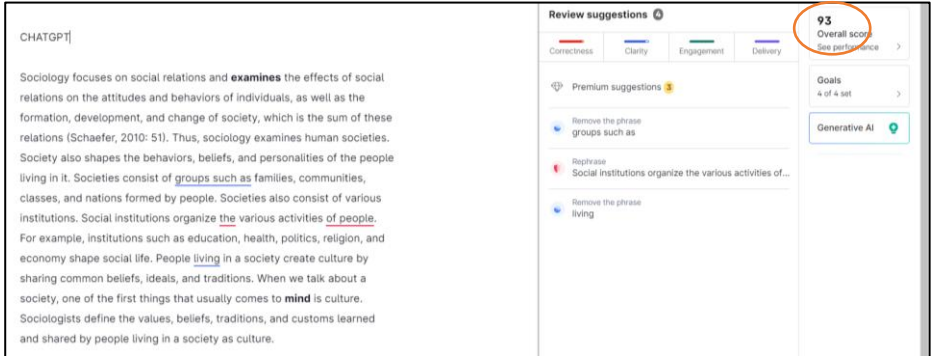 CHATGPT
Sociology focuses on social relations and examines the effects of social
relations on the attitudes and behaviors of individuals, as well as the
formation, development, and change of society, which is the sum of these
relations (Schaefer, 2010: 51). Thus, sociology examines human societies.
Society also shapes the behaviors, beliefs, and personalities of the people
living in it. Societies consist of groups such as families, communities,
classes, and nations formed by people. Societies also consist of various
institutions. Social institutions organize the various activities of people.
For example, institutions such as education, health, politics, religion, and
economy shape social life. People living in a society create culture by
sharing common beliefs, ideals, and traditions. When we talk about a
society, one of the first things that usually comes to mind is culture.
Sociologists define the values, beliefs, traditions, and customs learned
and shared by people living in a society as culture.
Review suggestions 4
Correctness Clarity Engagement Delivery
Premium suggestions 3
Remove the phrase
groups such as
Rephrase
Social institutions organize the various activities of...
Remove the phrase
living
93
Overall score
See performance
Goals
4 of 4 set
Generative AI